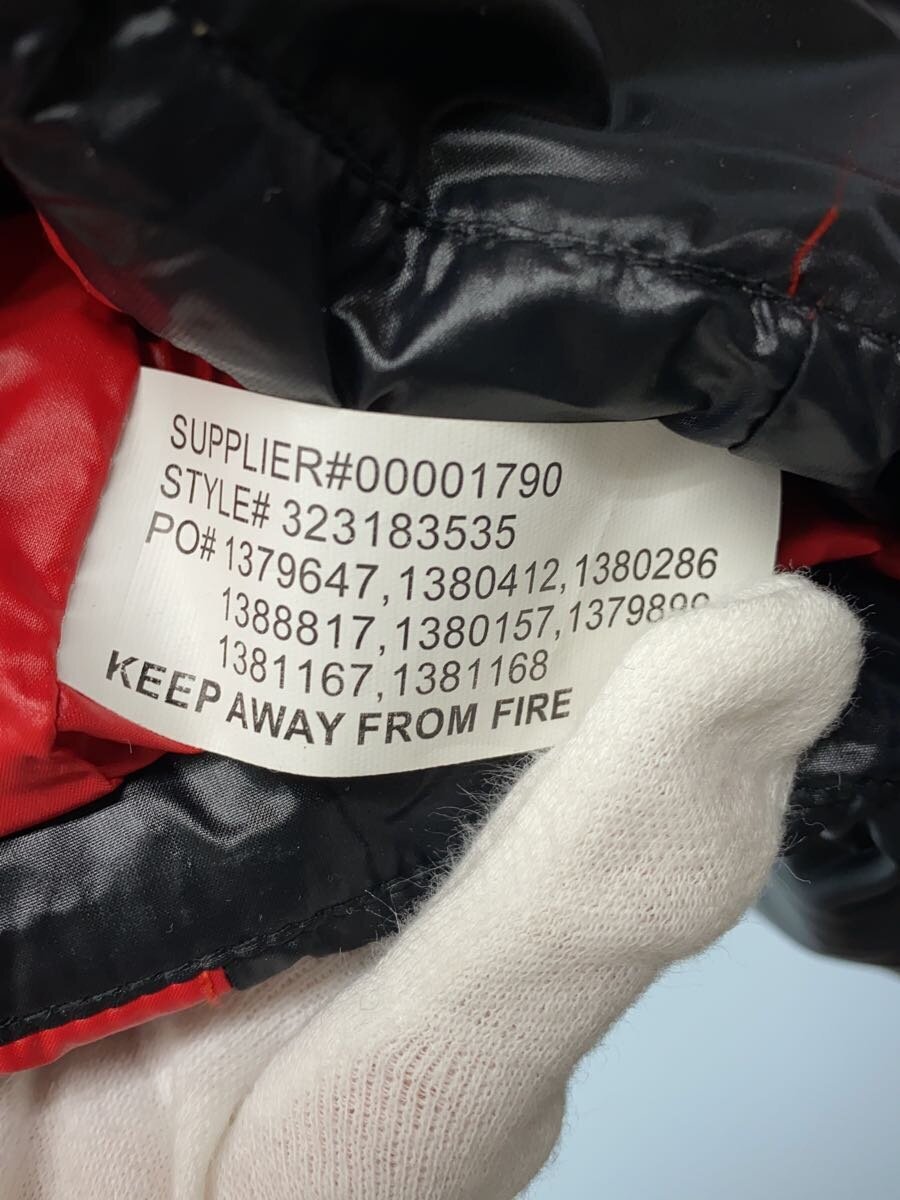 SUPPLIER#00001790
STYLE# 323183535
PO# 1379647,1380412,1380286
1388817,1380157,
1381167,1381168
KEEP AWAY FROM FIRE